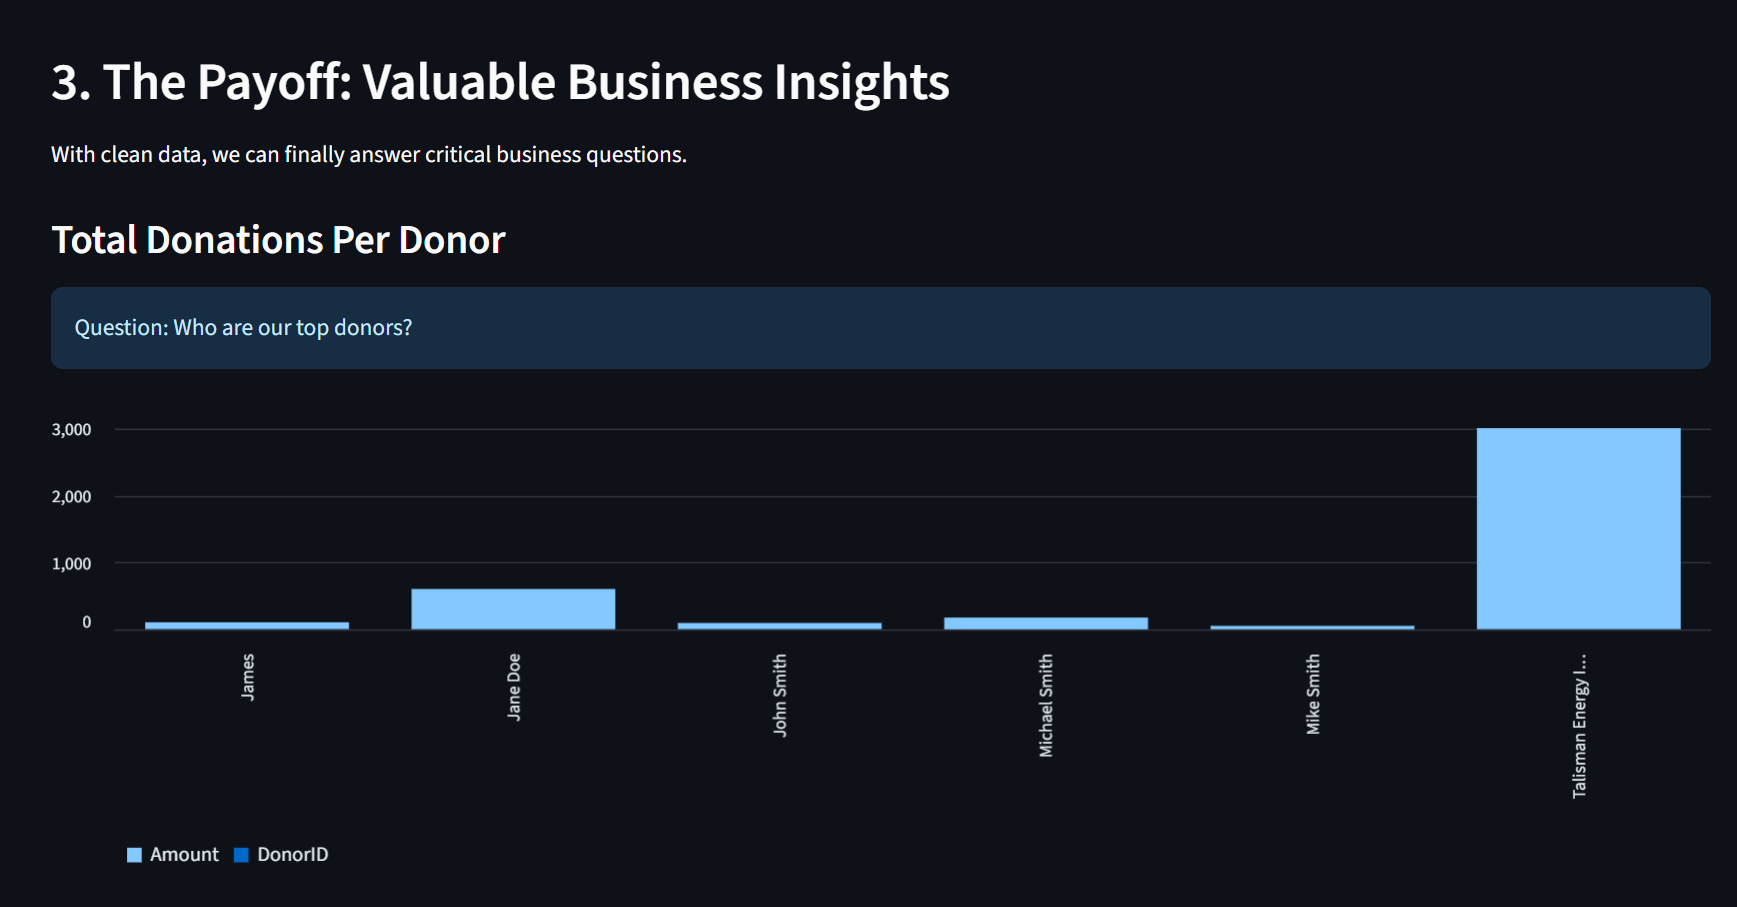 3. The Payoff: Valuable Business Insights
With clean data, we can finally answer critical business questions.
Total Donations Per Donor
Question: Who are our top donors?
3,000
2,000
1,000
0
James
Jane Doe
John Smith
Michael Smith
Mike Smith
Talisman Energy I...
Amount
DonorID